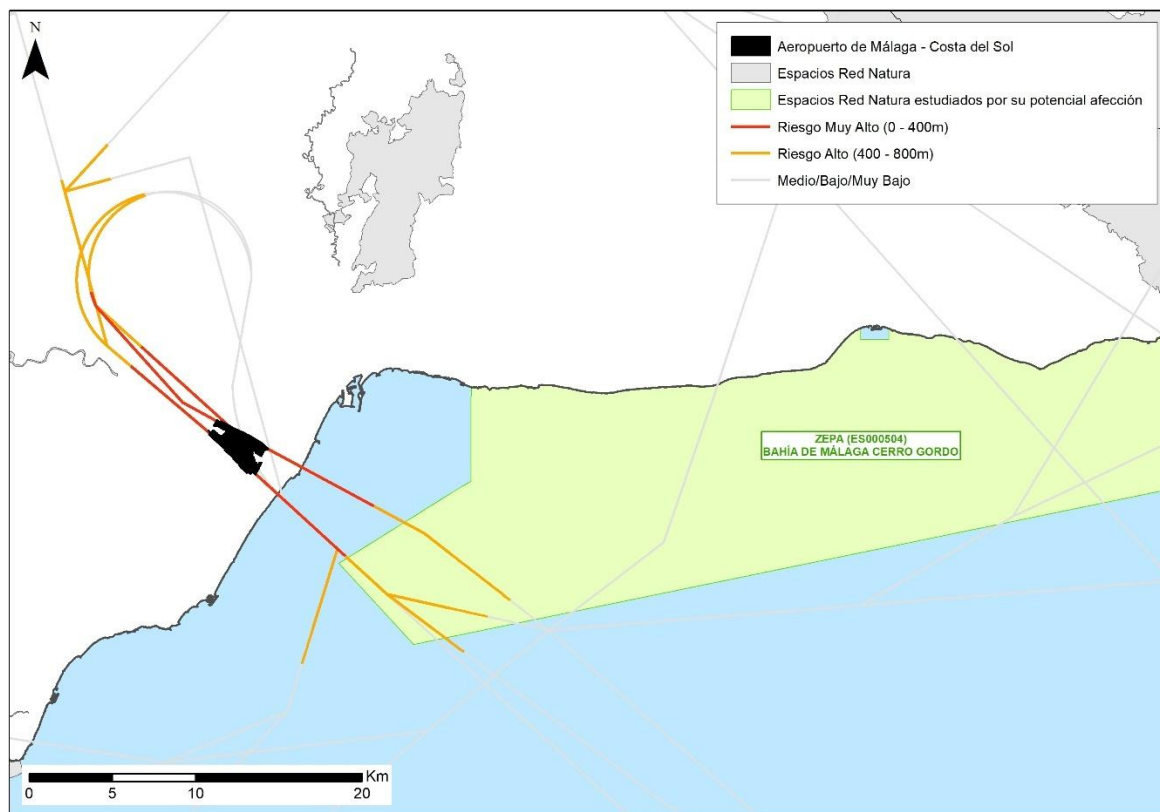 N
Aeropuerto de Málaga - Costa del Sol
Espacios Red Natura
Espacios Red Natura estudiados por su potencial afección
Riesgo Muy Alto (0 - 400m)
Riesgo Alto (400 - 800m)
Medio/Bajo/Muy Bajo
ZEPA (ES000504)
BAHÍA DE MÁLAGA CERRO GORDO
Km
0 5 10 20